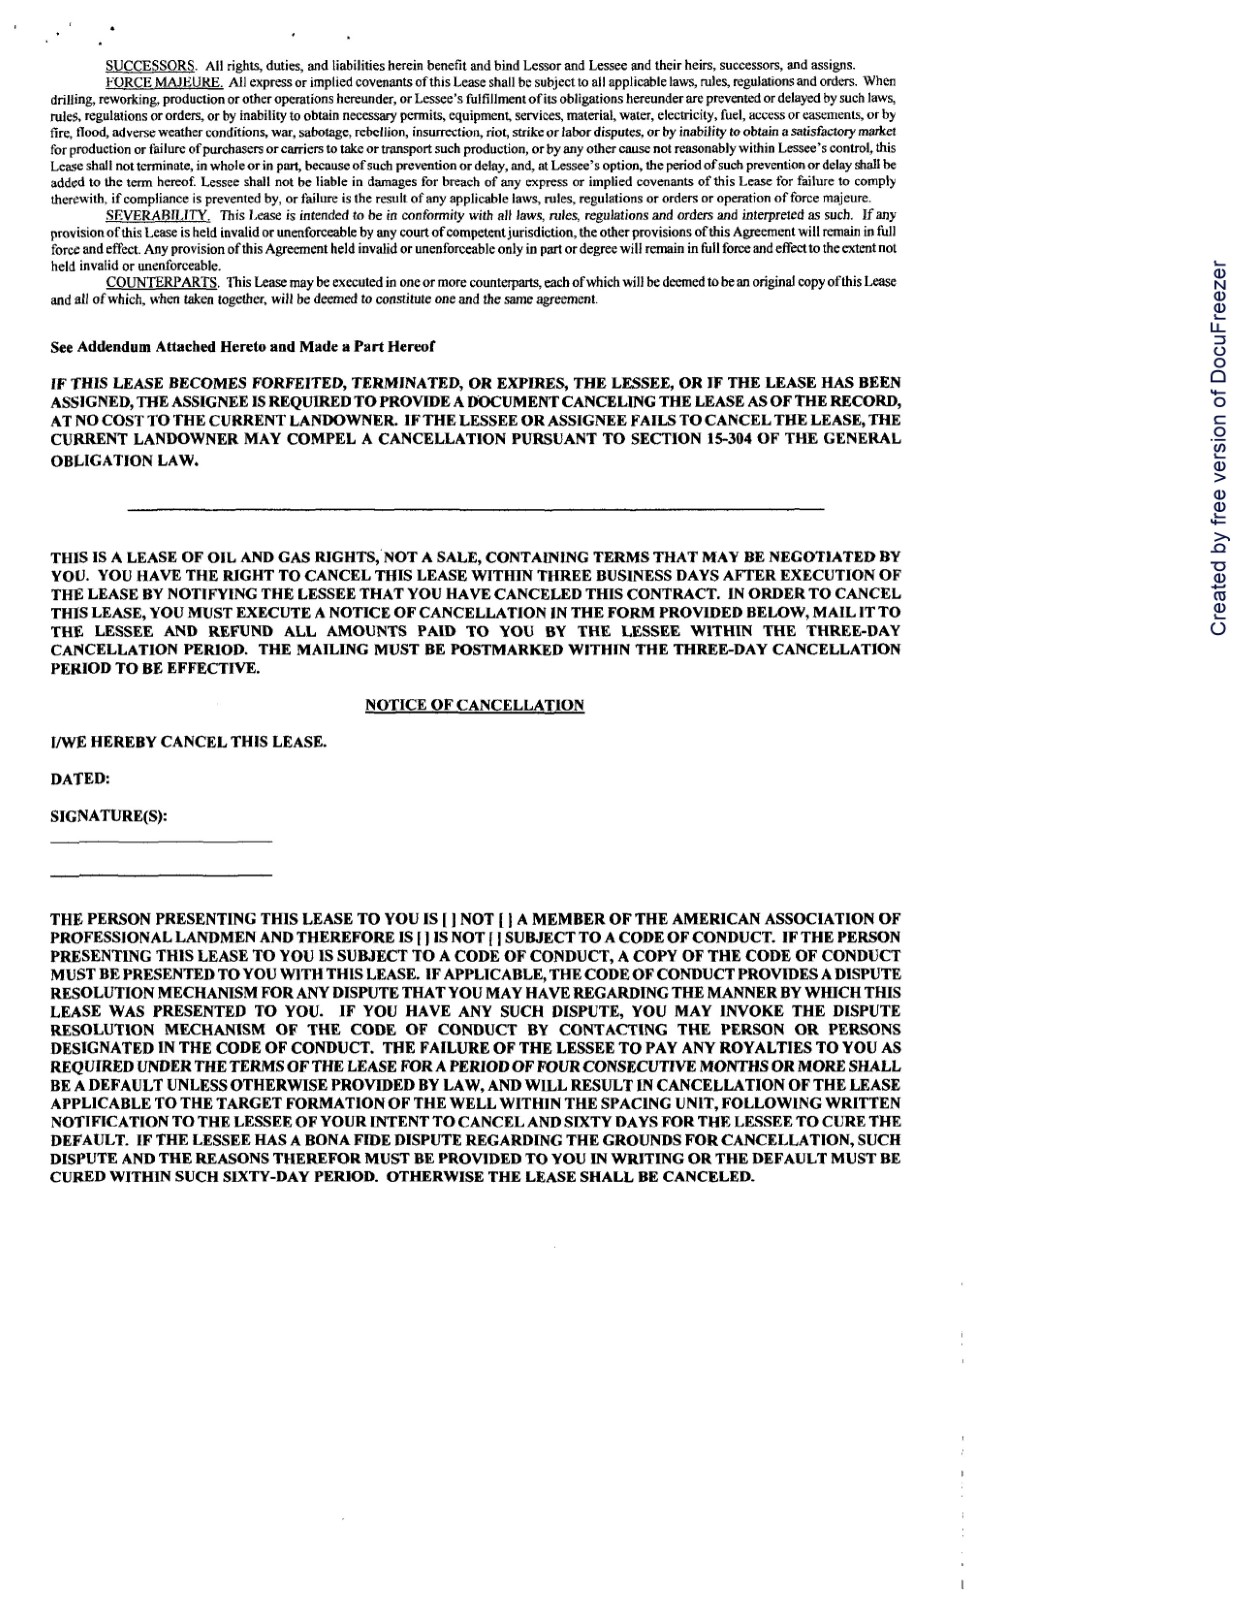 SUCCESSORS. All rights, duties, and liabilities herein benefit and bind Lessor and Lessee and their heirs, successors, and assigns.
FORCE MAJEURE. All express or implied covenants of this Lease shall be subject to all applicable laws, rules, regulations and orders. When
drilling, reworking, production or other operations hereunder, or Lessee's fulfillment of its obligations hereunder are prevented or delayed by such laws,
rules, regulations or orders, or by inability to obtain necessary permits, equipment, services, material, water, electricity, fuel, access or easements, or by
fire, flood, adverse weather conditions, war, sabotage, rebellion, insurrection, riot, strike or labor disputes, or by inability to obtain a satisfactory market
for production or failure of purchasers or carriers to take or transport such production, or by any other cause not reasonably within Lessee's control, this
Lease shall not terminate, in whole or in part, because of such prevention or delay, and, at Lessee's option, the period of such prevention or delay shall be
added to the term hereof. Lessee shall not be liable in damages for breach of any express or implied covenants of this Lease for failure to comply
therewith, if compliance is prevented by, or failure is the result of any applicable laws, rules, regulations or orders or operation of force majeure.
SEVERABILITY. This Lease is intended to be in conformity with all laws, rules, regulations and orders and interpreted as such. If any
provision of this Lease is held invalid or unenforceable by any court of competent jurisdiction, the other provisions of this Agreement will remain in full
force and effect. Any provision of this Agreement held invalid or unenforceable only in part or degree will remain in full force and effect to the extent not
held invalid or unenforceable.
COUNTERPARTS. This Lease may be executed in one or more counterparts, each of which will be deemed to be an original copy of this Lease
and all of which, when taken together, will be deemed to constitute one and the same agreement.
See Addendum Attached Hereto and Made a Part Hereof
IF THIS LEASE BECOMES FORFEITED, TERMINATED, OR EXPIRES, THE LESSEE, OR IF THE LEASE HAS BEEN
ASSIGNED, THE ASSIGNEE IS REQUIRED TO PROVIDE A DOCUMENT CANCELING THE LEASE AS OF THE RECORD,
AT NO COST TO THE CURRENT LANDOWNER. IF THE LESSEE OR ASSIGNEE FAILS TO CANCEL THE LEASE, THE
CURRENT LANDOWNER MAY COMPEL A CANCELLATION PURSUANT TO SECTION 15-304 OF THE GENERAL
OBLIGATION LAW.
THIS IS A LEASE OF OIL AND GAS RIGHTS, NOT A SALE, CONTAINING TERMS THAT MAY BE NEGOTIATED BY
YOU. YOU HAVE THE RIGHT TO CANCEL THIS LEASE WITHIN THREE BUSINESS DAYS AFTER EXECUTION OF
THE LEASE BY NOTIFYING THE LESSEE THAT YOU HAVE CANCELED THIS CONTRACT. IN ORDER TO CANCEL
THIS LEASE, YOU MUST EXECUTE A NOTICE OF CANCELLATION IN THE FORM PROVIDED BELOW, MAIL IT TO
THE LESSEE AND REFUND ALL AMOUNTS PAID TO YOU BY THE LESSEE WITHIN THE THREE-DAY
CANCELLATION PERIOD. THE MAILING MUST BE POSTMARKED WITHIN THE THREE-DAY CANCELLATION
PERIOD TO BE EFFECTIVE.
NOTICE OF CANCELLATION
I/WE HEREBY CANCEL THIS LEASE.
DATED:
SIGNATURE(S):
THE PERSON PRESENTING THIS LEASE TO YOU IS [ ] NOT [ ] A MEMBER OF THE AMERICAN ASSOCIATION OF
PROFESSIONAL LANDMEN AND THEREFORE IS [ ] IS NOT [ ] SUBJECT TO A CODE OF CONDUCT. IF THE PERSON
PRESENTING THIS LEASE TO YOU IS SUBJECT TO A CODE OF CONDUCT, A COPY OF THE CODE OF CONDUCT
MUST BE PRESENTED TO YOU WITH THIS LEASE. IF APPLICABLE, THE CODE OF CONDUCT PROVIDES A DISPUTE
RESOLUTION MECHANISM FOR ANY DISPUTE THAT YOU MAY HAVE REGARDING THE MANNER BY WHICH THIS
LEASE WAS PRESENTED TO YOU. IF YOU HAVE ANY SUCH DISPUTE, YOU MAY INVOKE THE DISPUTE
RESOLUTION MECHANISM OF THE CODE OF CONDUCT BY CONTACTING THE PERSON OR PERSONS
DESIGNATED IN THE CODE OF CONDUCT. THE FAILURE OF THE LESSEE TO PAY ANY ROYALTIES TO YOU AS
REQUIRED UNDER THE TERMS OF THE LEASE FOR A PERIOD OF FOUR CONSECUTIVE MONTHS OR MORE SHALL
BE A DEFAULT UNLESS OTHERWISE PROVIDED BY LAW, AND WILL RESULT IN CANCELLATION OF THE LEASE
APPLICABLE TO THE TARGET FORMATION OF THE WELL WITHIN THE SPACING UNIT, FOLLOWING WRITTEN
NOTIFICATION TO THE LESSEE OF YOUR INTENT TO CANCEL AND SIXTY DAYS FOR THE LESSEE TO CURE THE
DEFAULT. IF THE LESSEE HAS A BONA FIDE DISPUTE REGARDING THE GROUNDS FOR CANCELLATION, SUCH
DISPUTE AND THE REASONS THEREFOR MUST BE PROVIDED TO YOU IN WRITING OR THE DEFAULT MUST BE
CURED WITHIN SUCH SIXTY-DAY PERIOD. OTHERWISE THE LEASE SHALL BE CANCELED.
Created by free version of DocuFreezer